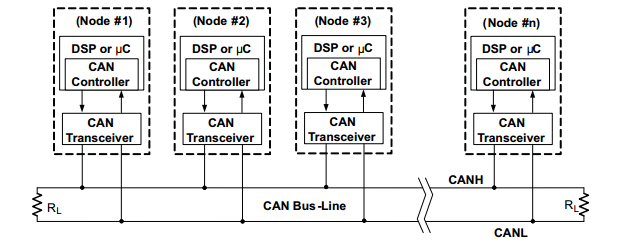 (Node #1)
DSP or µC
CAN
Controller
CAN
Transceiver
(Node #2)
DSP or µC
CAN
Controller
CAN
Transceiver
(Node #3)
DSP or µC
CAN
Controller
CAN
Transceiver
(Node #n)
DSP or µC
CAN
Controller
CAN
Transceiver
CANH
RL
CAN Bus-Line
RL
CANL